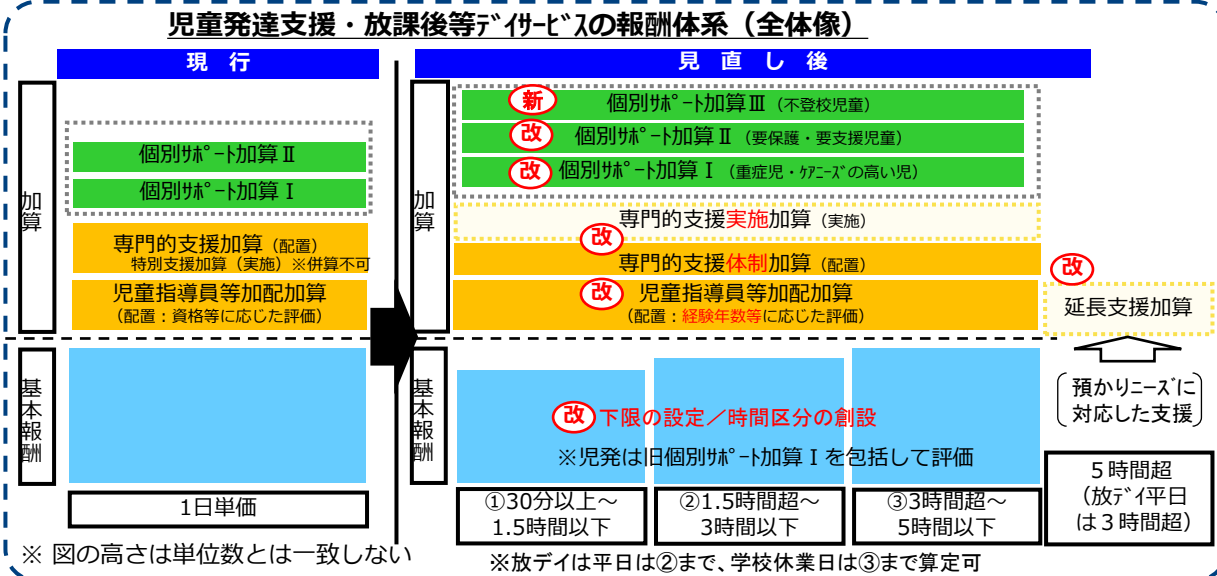 児童発達支援・放課後等ﾃﾞｲｻｰﾋﾞｽの報酬体系（全体像）
現 行
加算
個別ｻﾎﾟｰﾄ加算Ⅱ
個別ｻﾎﾟｰﾄ加算Ⅰ
専門的支援加算（配置）
特別支援加算（実施）※併算不可
児童指導員等加配加算
（配置：資格等に応じた評価）
基本報酬
1日単価
※ 図の高さは単位数とは一致しない
見 直 し 後
加算
新 個別ｻﾎﾟｰﾄ加算Ⅲ（不登校児童）
改 個別ｻﾎﾟｰﾄ加算Ⅱ（要保護・要支援児童）
改 個別ｻﾎﾟｰﾄ加算Ⅰ（重症児・ｹｱﾆｰｽﾞの高い児）
専門的支援実施加算（実施）
改
専門的支援体制加算（配置）
改 児童指導員等加配加算
（配置：経験年数等に応じた評価）
改
延長支援加算
預かりﾆｰｽﾞに
対応した支援
基本報酬
改 下限の設定／時間区分の創設
※児発は旧個別ｻﾎﾟｰﾄ加算Ⅰを包括して評価
①30分以上～
1.5時間以下
②1.5時間超～
3時間以下
③3時間超～
5時間以下
５時間超
（放ﾃﾞｲ平日
は３時間超）
※放デイは平日は②まで、学校休業日は③まで算定可